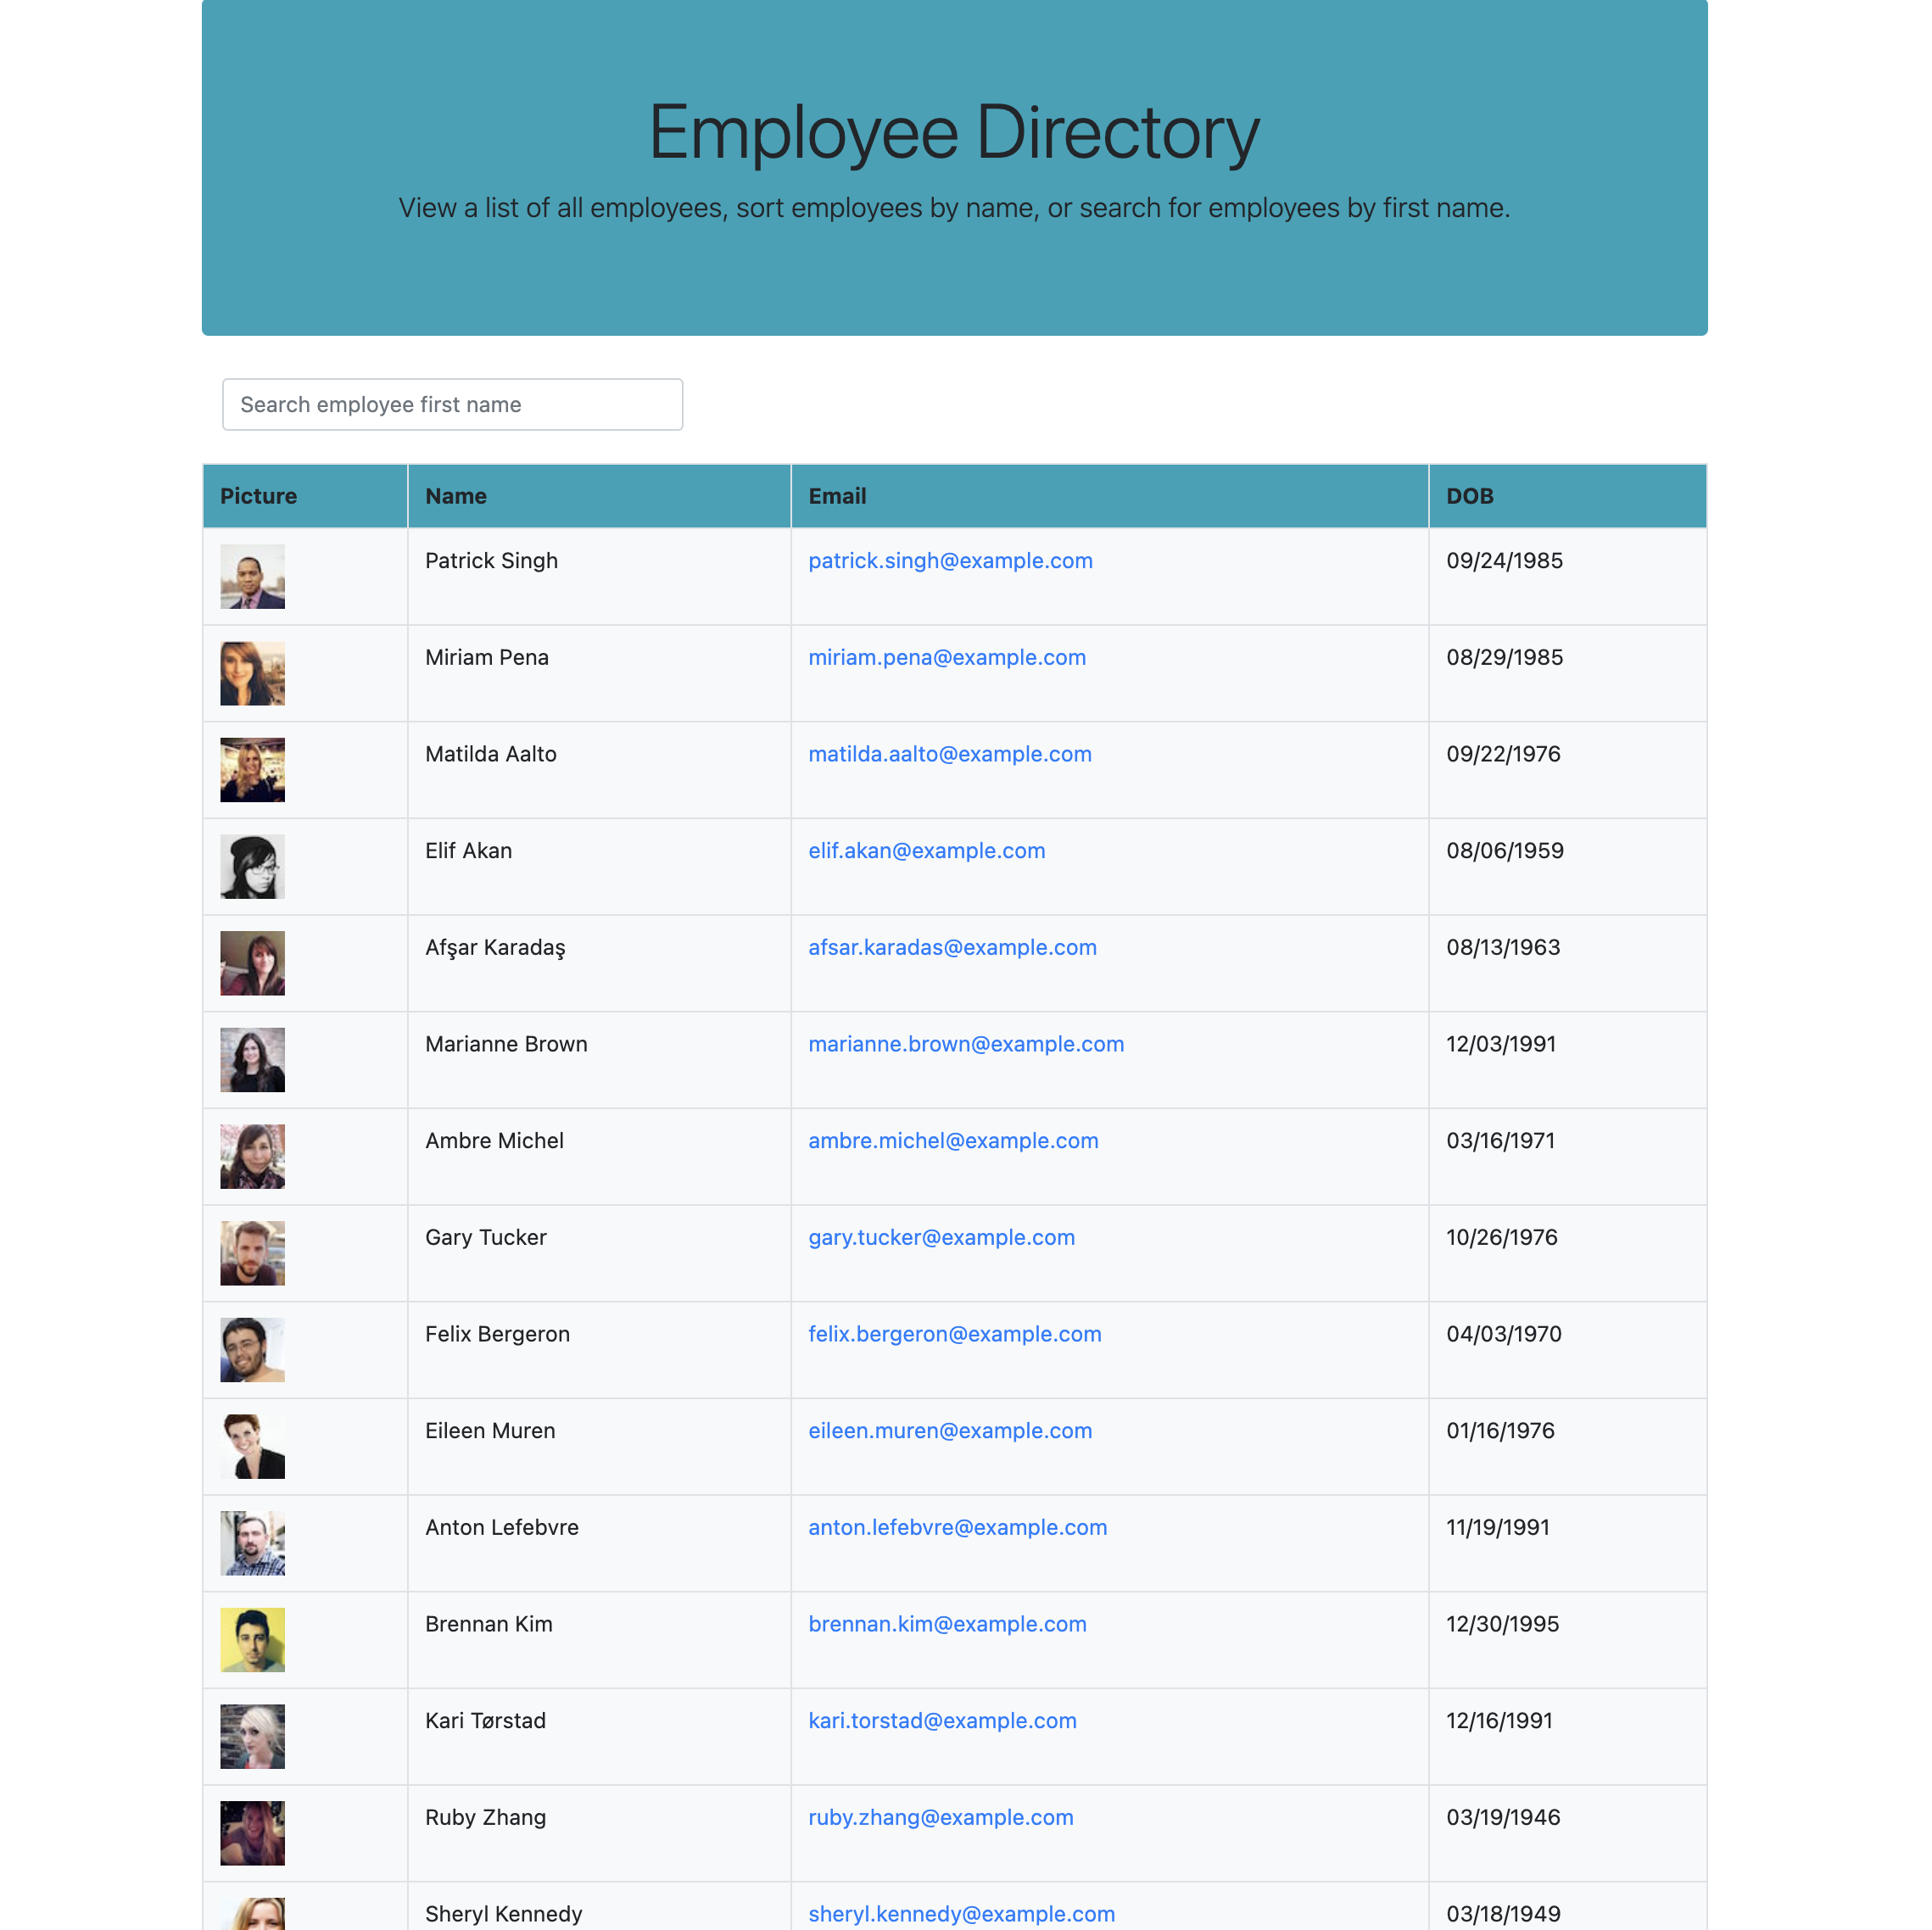 Employee Directory
View a list of all employees, sort employees by name, or search for employees by first name.
Search employee first name
Picture Name Email DOB
Patrick Singh patrick.singh@example.com 09/24/1985
Miriam Pena miriam.pena@example.com 08/29/1985
Matilda Aalto matilda.aalto@example.com 09/22/1976
Elif Akan elif.akan@example.com 08/06/1959
Afşar Karadaş afsar.karadas@example.com 08/13/1963
Marianne Brown marianne.brown@example.com 12/03/1991
Ambre Michel ambre.michel@example.com 03/16/1971
Gary Tucker gary.tucker@example.com 10/26/1976
Felix Bergeron felix.bergeron@example.com 04/03/1970
Eileen Muren eileen.muren@example.com 01/16/1976
Anton Lefebvre anton.lefebvre@example.com 11/19/1991
Brennan Kim brennan.kim@example.com 12/30/1995
Kari Tørstad kari.torstad@example.com 12/16/1991
Ruby Zhang ruby.zhang@example.com 03/19/1946
Sheryl Kennedy sheryl.kennedy@example.com 03/18/1949